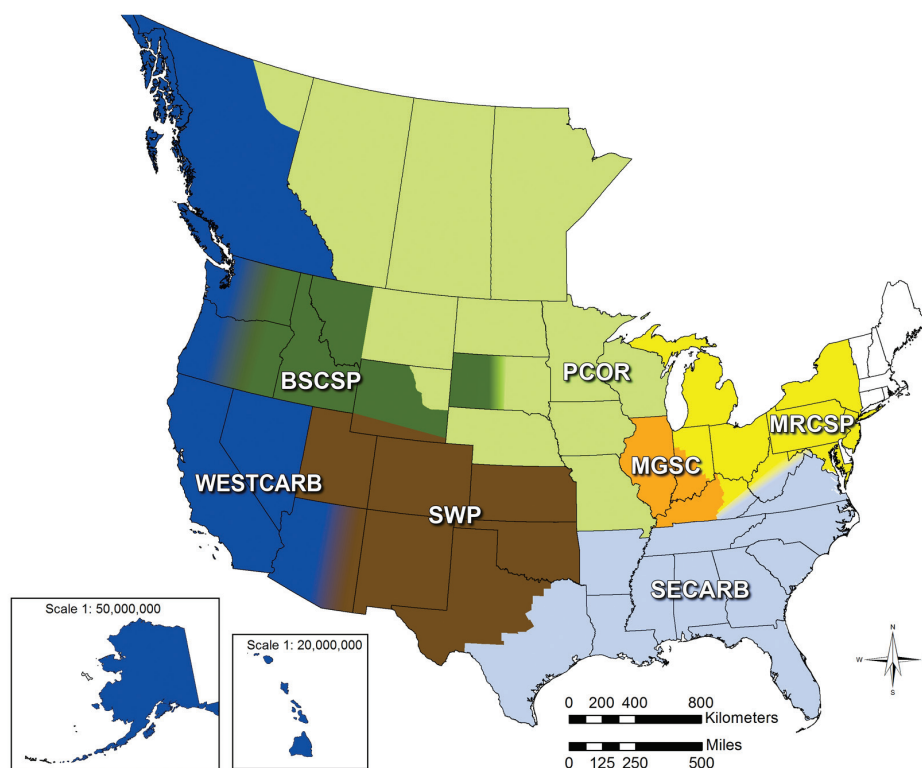 BSCSP
PCOR
MRCSP
MGSC
WESTCARB
SWP
SECARB
Scale 1: 50,000,000
Scale 1: 20,000,000
N
W
S
0 200 400 800
Kilometers
Miles
0 125 250 500